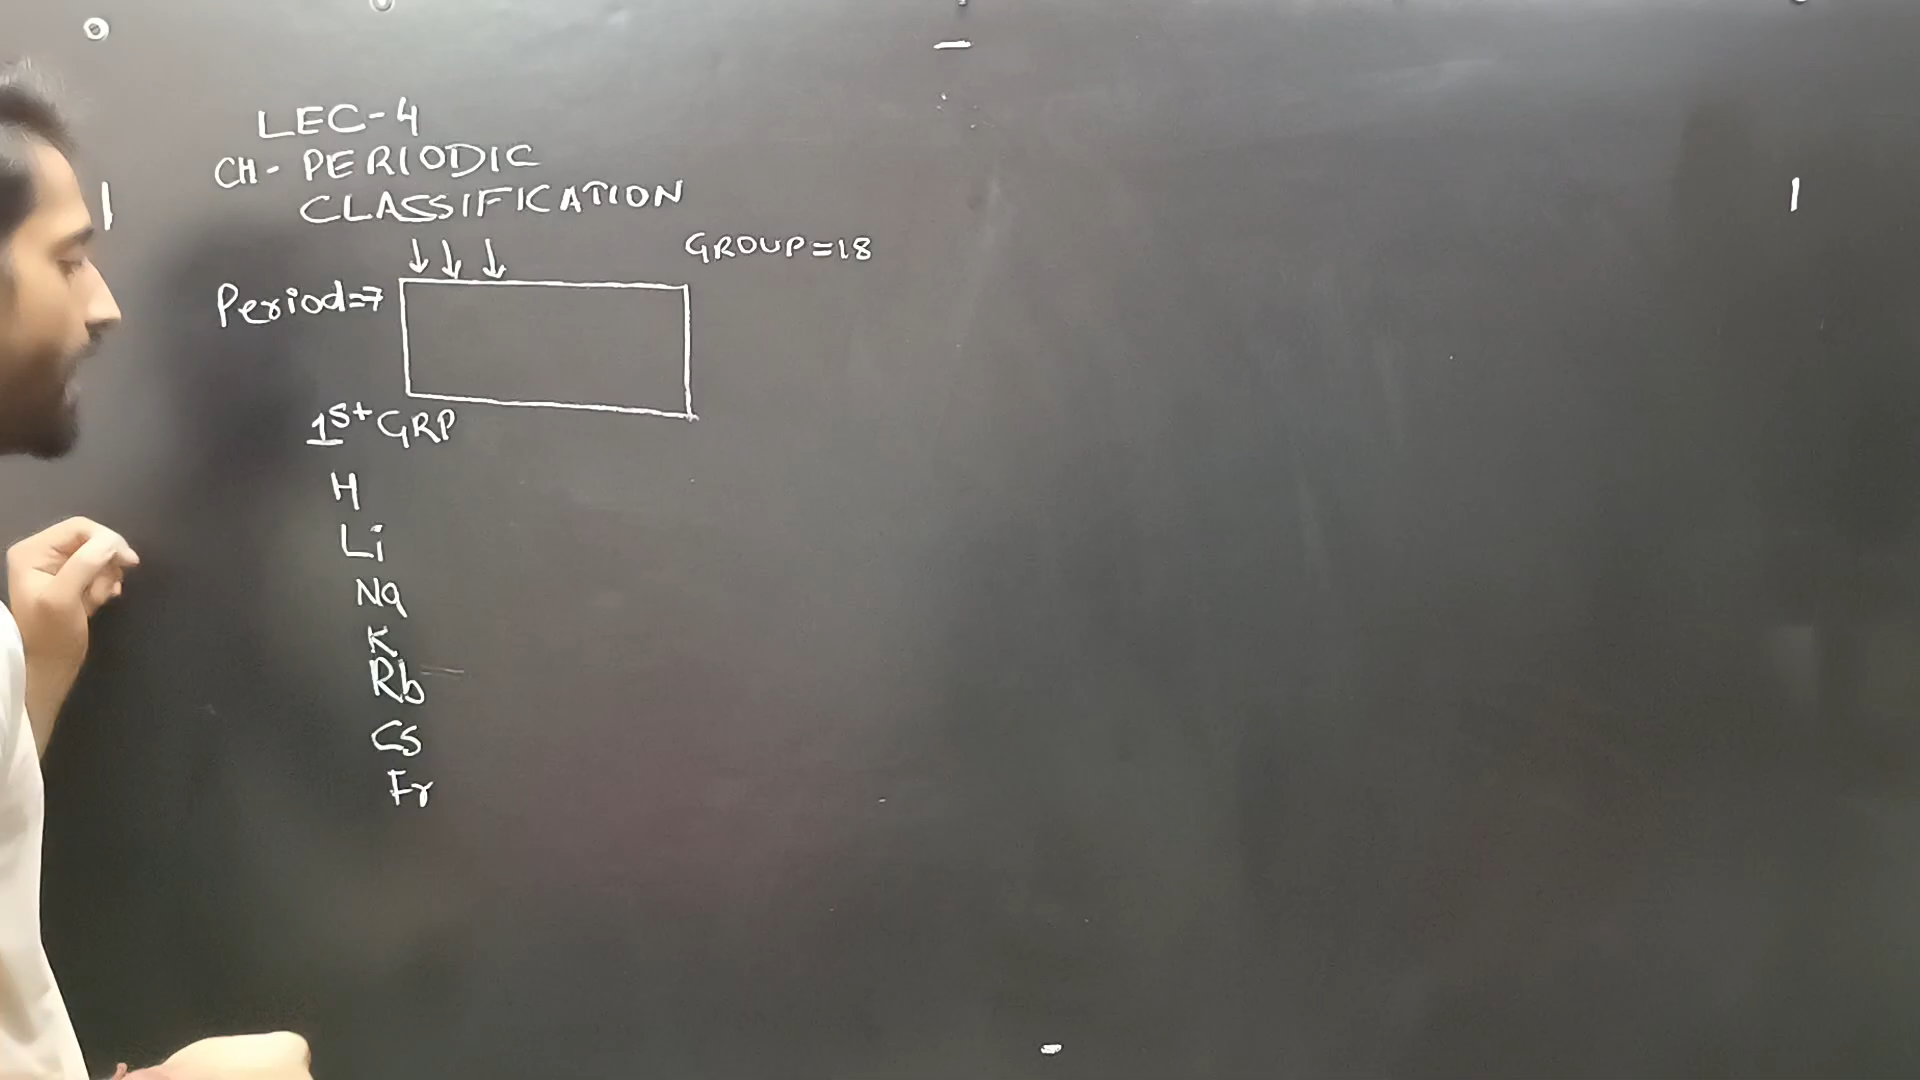 LEC-4
CH- PERIODIC
CLASSIFICATION
GROUP=18
Period=7
1st GRP
H
Li
Na
K
Rb
Cs
Fr